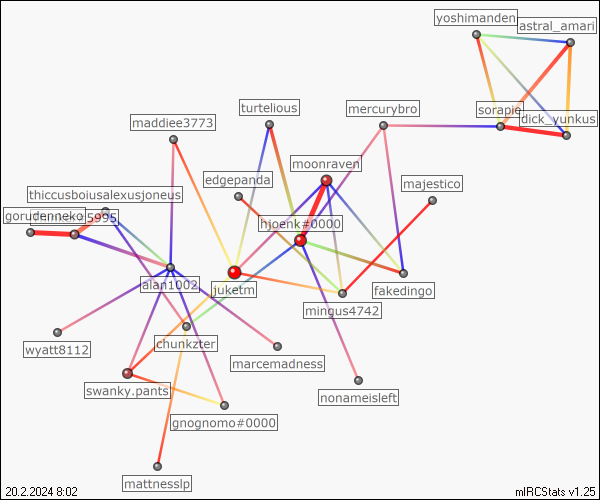 yoshimanden
astral_amari
turtelious
mercurybro
sorapie
dick_yunkus
maddiee3773
moonraven
edgepanda
majestico
thiccusboiusalexusjoneus
gorudennekox
5995
hjoenk#0000
alan1002
juketm
fakedingo
mingus4742
wyatt8112
chunkzter
marcemadness
swanky.pants
nonameisleft
gnognomo#0000
mattnesslp
20.2.2024 8:02
mIRCStats v1.25